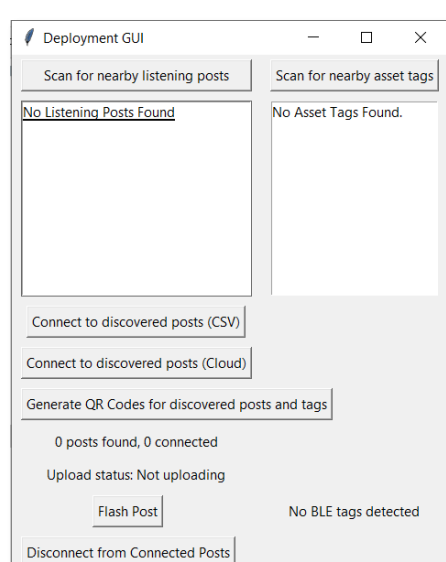 Deployment GUI
Scan for nearby listening posts
Scan for nearby asset tags
No Listening Posts Found
No Asset Tags Found.
Connect to discovered posts (CSV)
Connect to discovered posts (Cloud)
Generate QR Codes for discovered posts and tags
0 posts found, 0 connected
Upload status: Not uploading
Flash Post
No BLE tags detected
Disconnect from Connected Posts